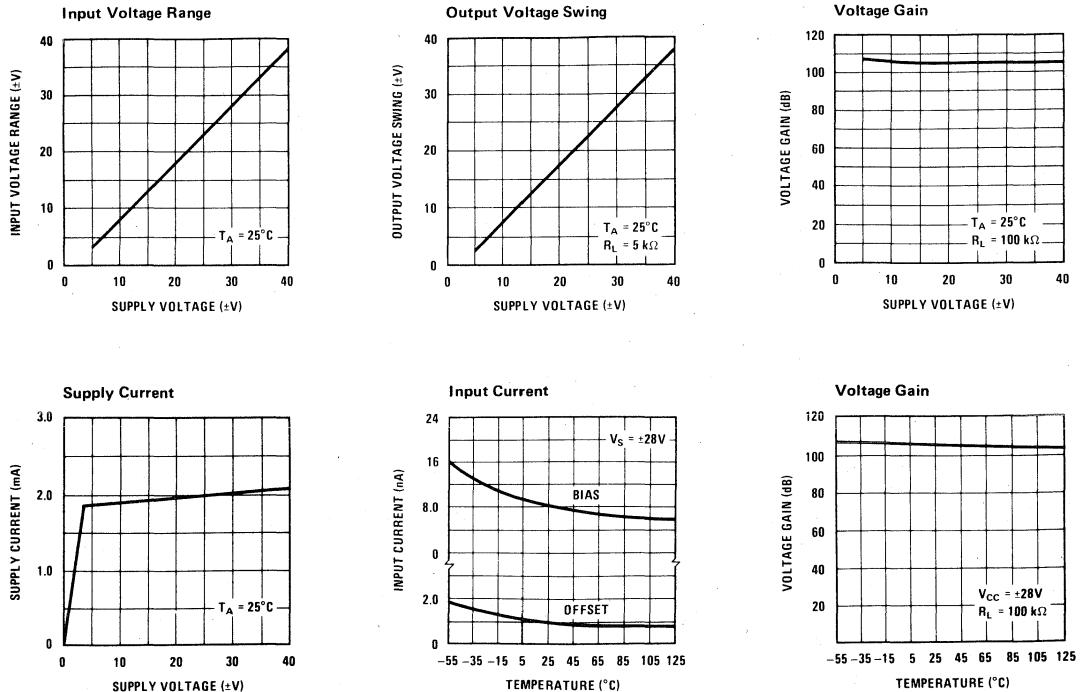 Input Voltage Range
INPUT VOLTAGE RANGE (±V)
40
30
20
10
0
T_A = 25°C
0 10 20 30 40
SUPPLY VOLTAGE (±V)
Output Voltage Swing
OUTPUT VOLTAGE SWING (±V)
40
30
20
10
0
T_A = 25°C
R_L = 5 kΩ
0 10 20 30 40
SUPPLY VOLTAGE (±V)
Voltage Gain
VOLTAGE GAIN (dB)
120
100
80
60
40
20
0
T_A = 25°C
R_L = 100 kΩ
0 10 20 30 40
SUPPLY VOLTAGE (±V)
Supply Current
SUPPLY CURRENT (mA)
3.0
2.0
1.0
0
T_A = 25°C
0 10 20 30 40
SUPPLY VOLTAGE (±V)
Input Current
INPUT CURRENT (nA)
24
16
8.0
0
2.0
0
V_S = ±28V
BIAS
OFFSET
−55 −35 −15 5 25 45 65 85 105 125
TEMPERATURE (°C)
Voltage Gain
VOLTAGE GAIN (dB)
120
100
80
60
40
20
V_CC = ±28V
R_L = 100 kΩ
−55 −35 −15 5 25 45 65 85 105 125
TEMPERATURE (°C)